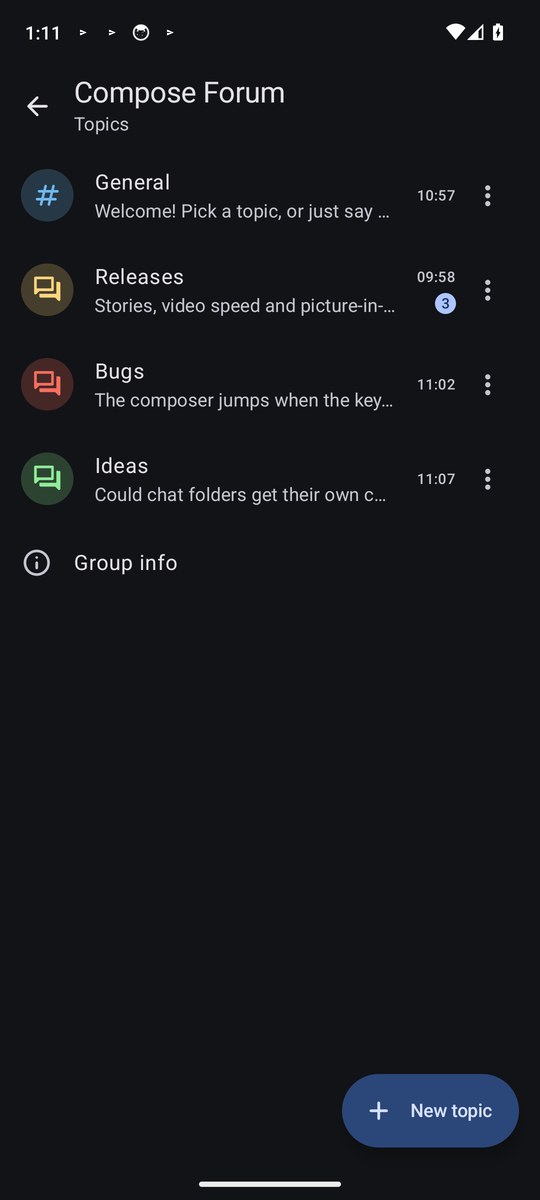 1:11
Compose Forum
Topics
General
Welcome! Pick a topic, or just say …
10:57
Releases
Stories, video speed and picture-in-…
09:58
3
Bugs
The composer jumps when the key…
11:02
Ideas
Could chat folders get their own c…
11:07
Group info
New topic